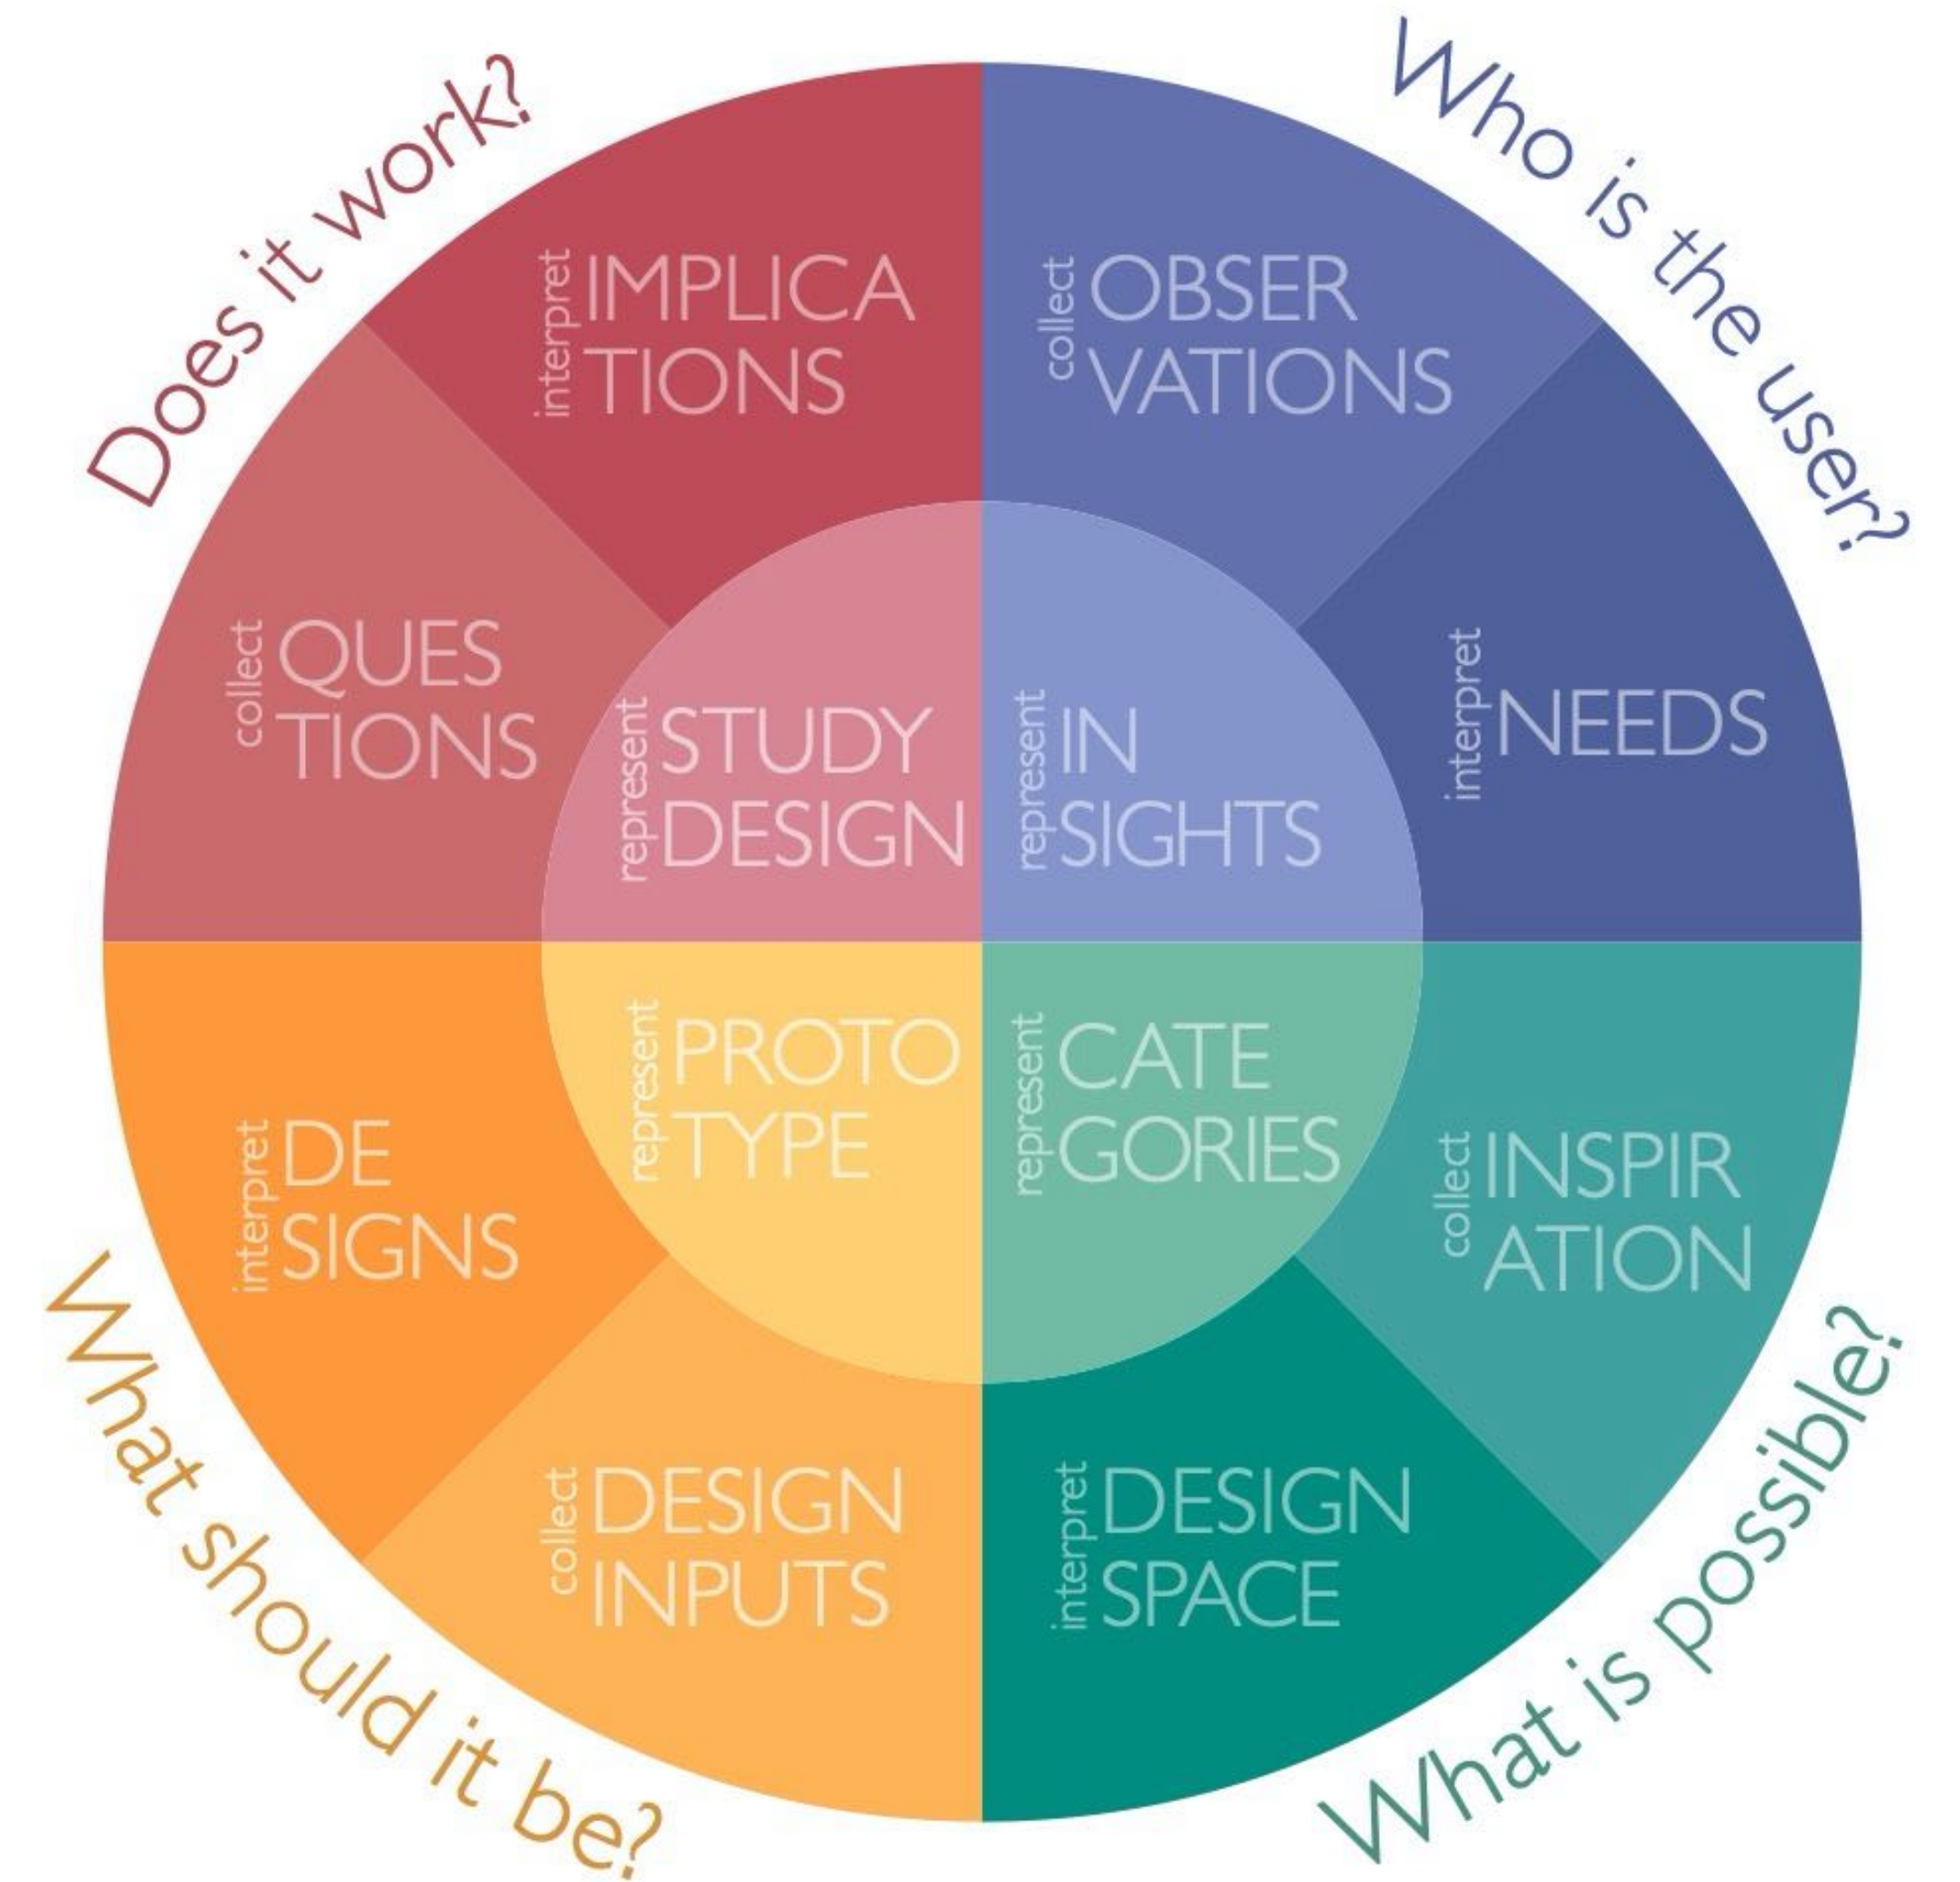 Does it work?
Who is the user?
interpret
IMPLICA
TIONS
collect
OBSER
VATIONS
collect
QUES
TIONS
represent
STUDY
DESIGN
represent
IN
SIGHTS
interpret
NEEDS
interpret
DE
SIGNS
represent
PROTO
TYPE
represent
CATE
GORIES
collect
INSPIR
ATION
collect
DESIGN
INPUTS
interpret
DESIGN
SPACE
What should it be?
What is possible?